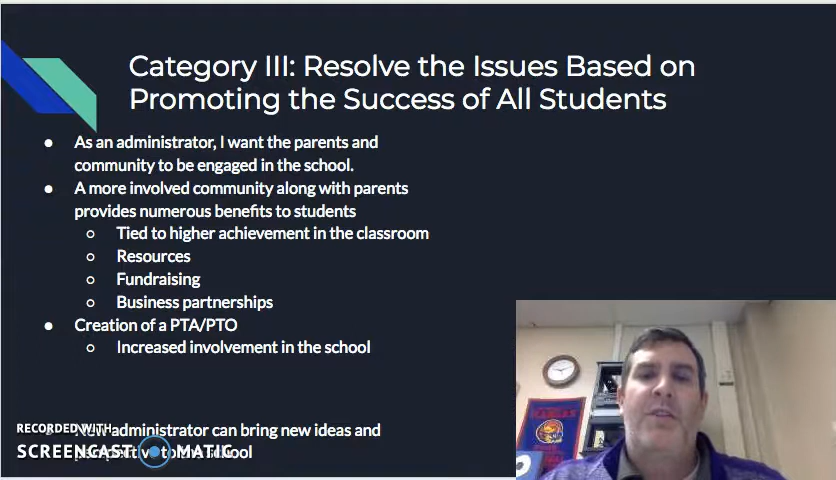 Category III: Resolve the Issues Based on
Promoting the Success of All Students
● As an administrator, I want the parents and
community to be engaged in the school.
● A more involved community along with parents
provides numerous benefits to students
○ Tied to higher achievement in the classroom
○ Resources
○ Fundraising
○ Business partnerships
● Creation of a PTA/PTO
○ Increased involvement in the school
administrator can bring new ideas and
RECORDED WITH
SCREENCAST MATIC
KANSAS